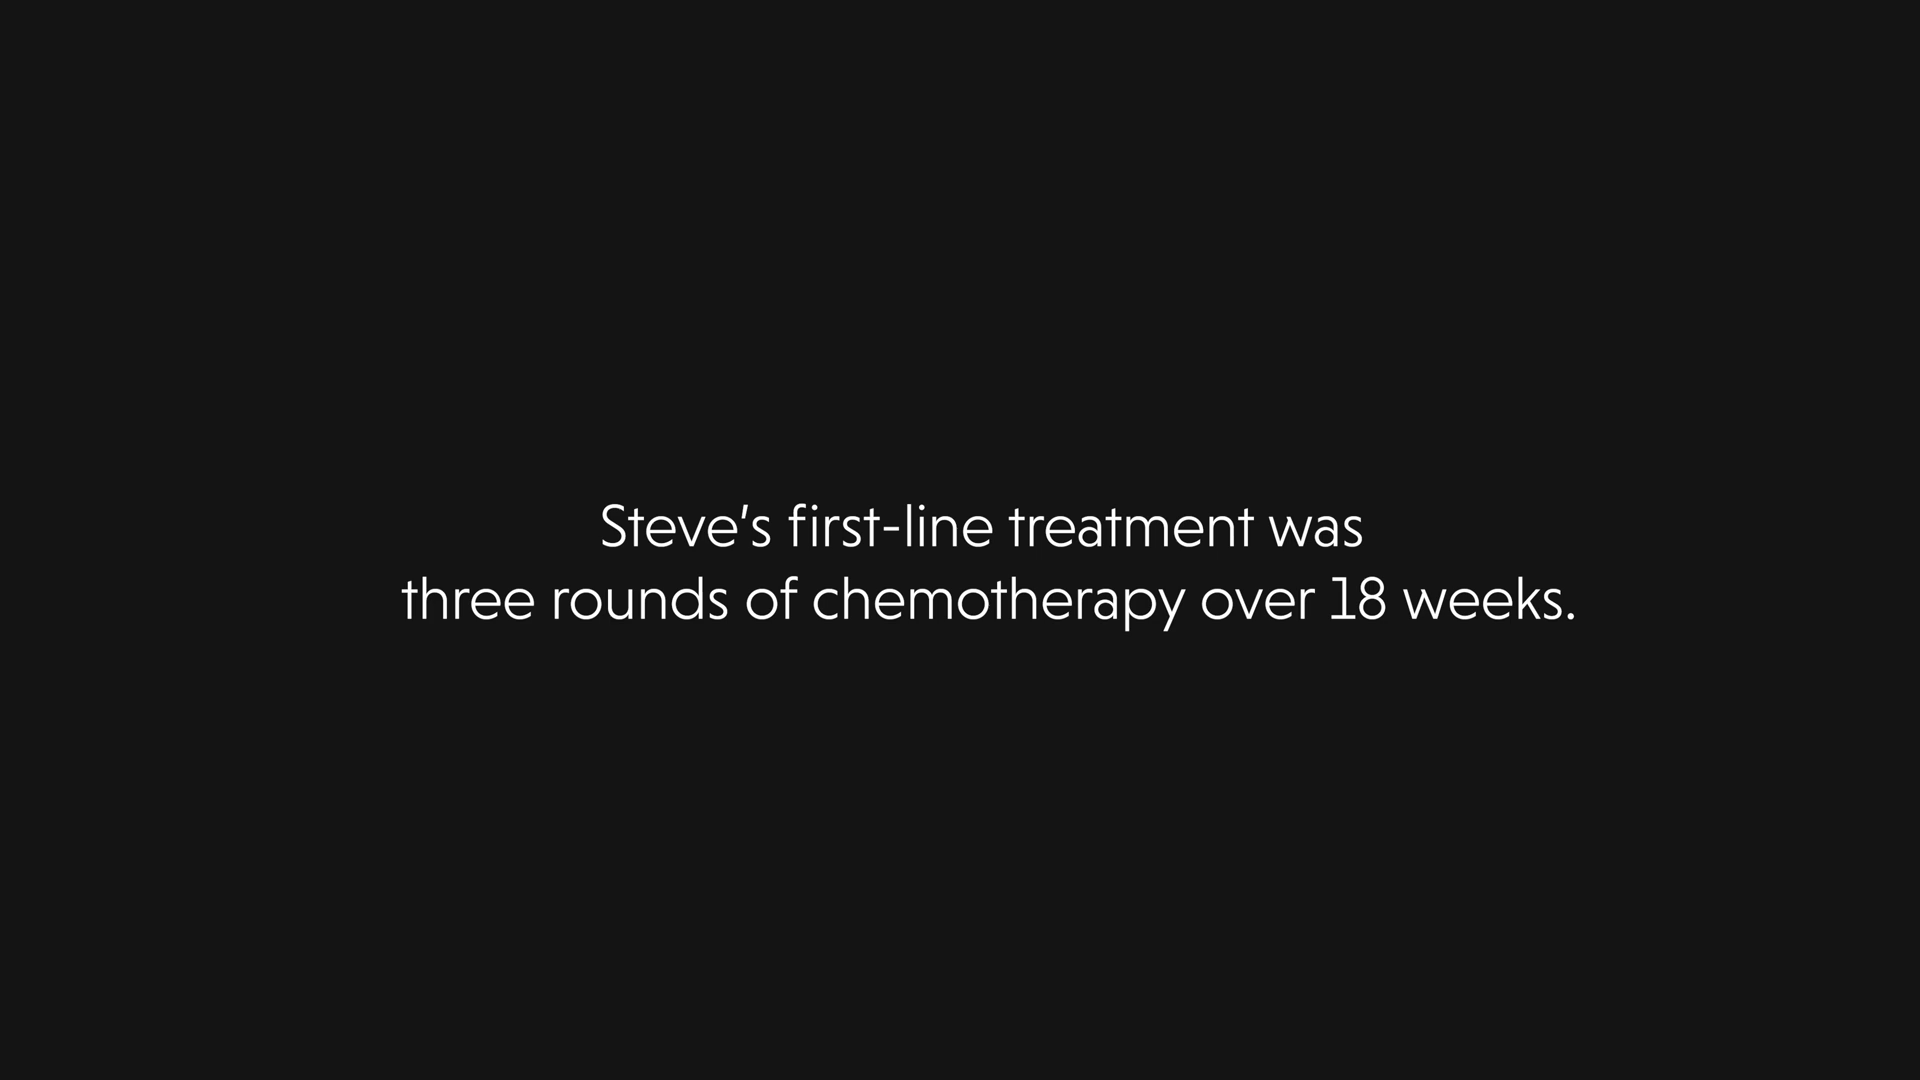 Steve’s first-line treatment was
three rounds of chemotherapy over 18 weeks.